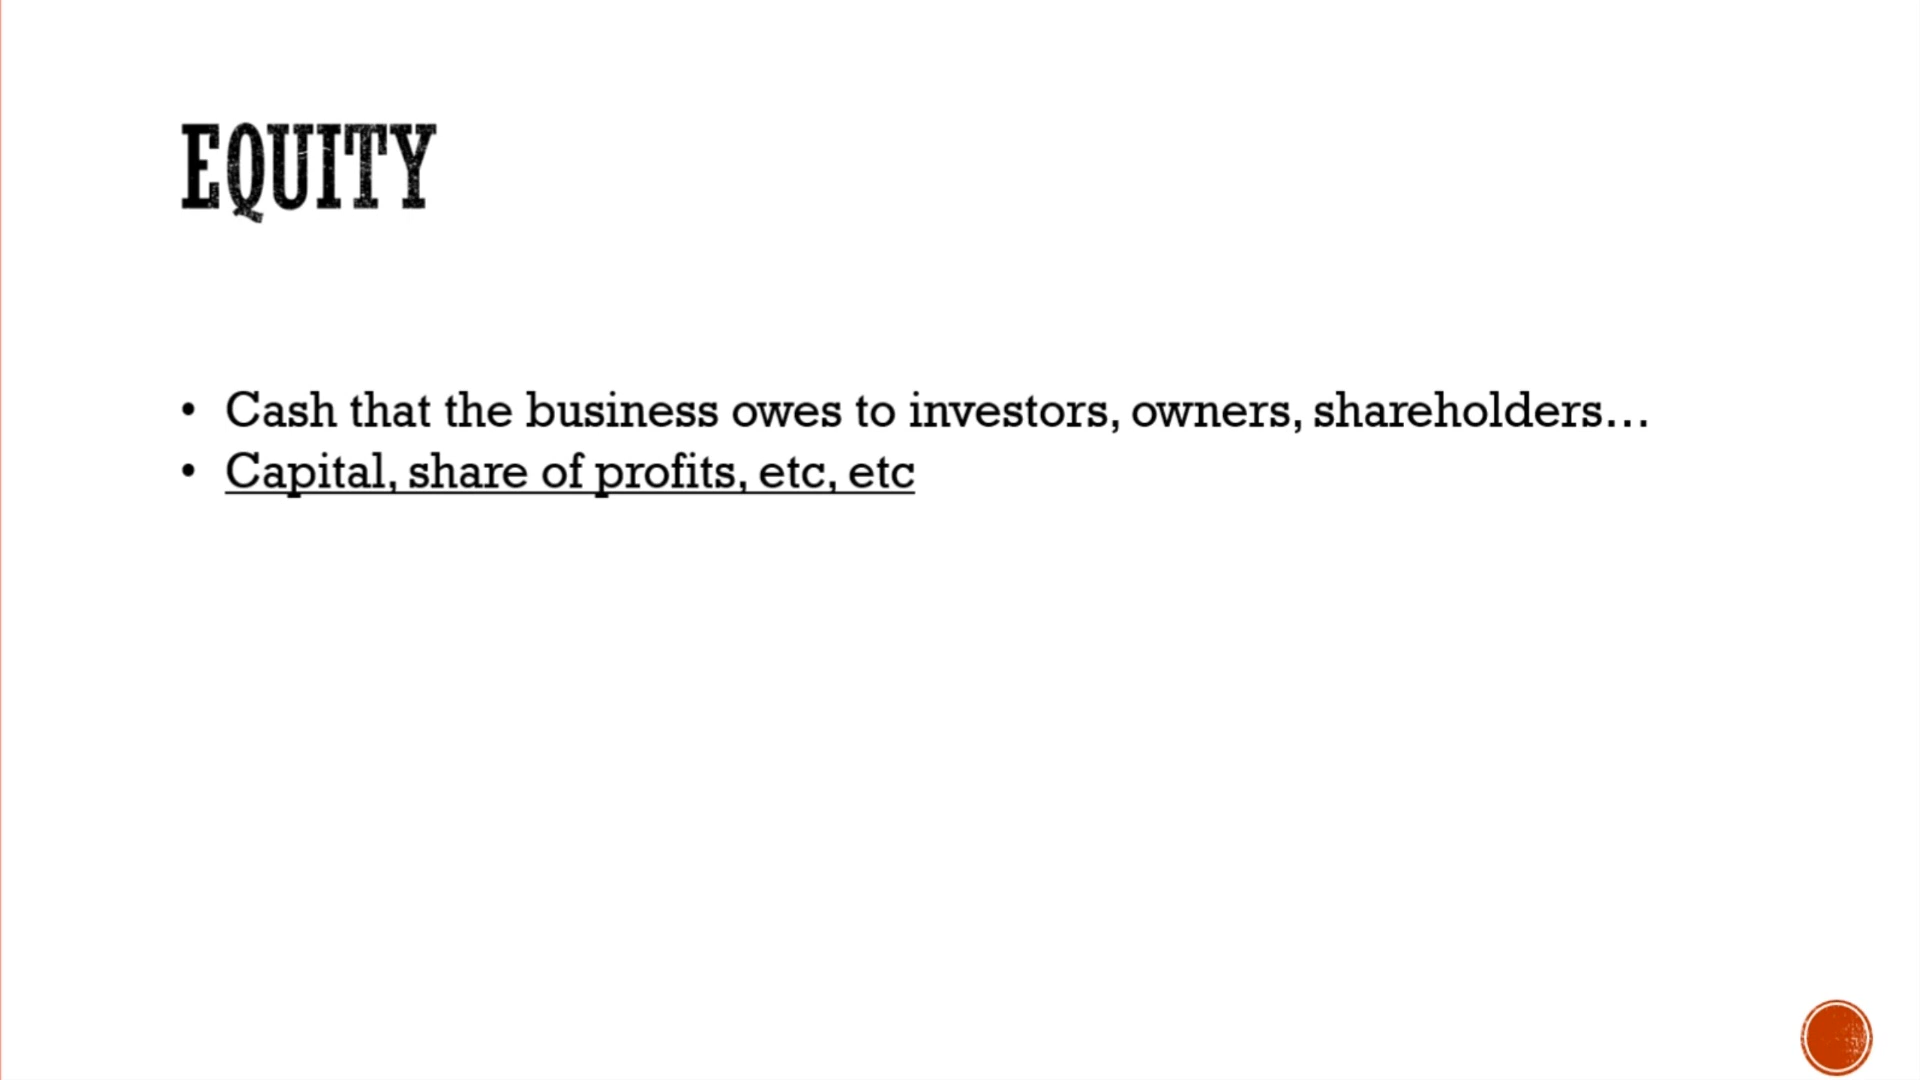 EQUITY
• Cash that the business owes to investors, owners, shareholders…
• Capital, share of profits, etc, etc